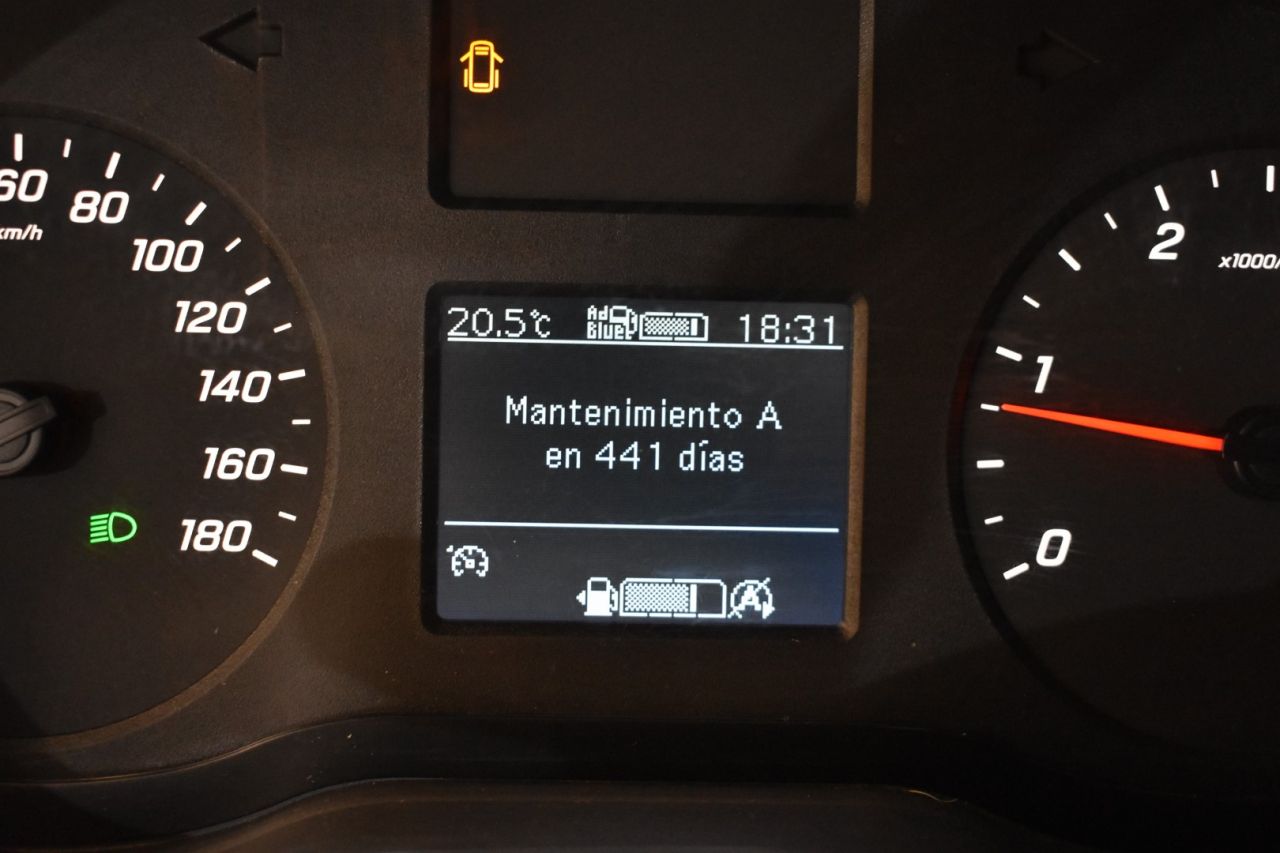 60
80
km/h
100
120
140
160
180
20.5°C
Ad
Blue
18:31
Mantenimiento A
en 441 días
A
2
x1000/
1
0